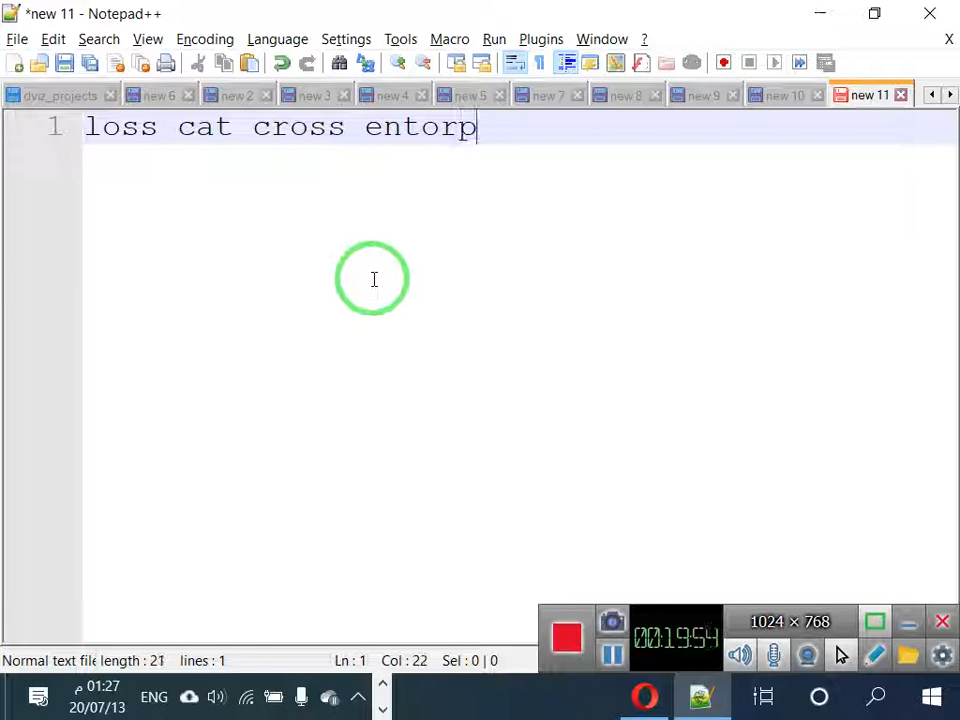 *new 11 - Notepad++
File Edit Search View Encoding Language Settings Tools Macro Run Plugins Window ? X
dviz_projects new 6 new 2 new 3 new 4 new 5 new 7 new 8 new 9 new 10 new 11
1 loss cat cross entorp
1024 × 768
00:19:54
Normal text file length : 21 lines : 1 Ln : 1 Col : 22 Sel : 0 | 0
01:27 م
ENG
20/07/13